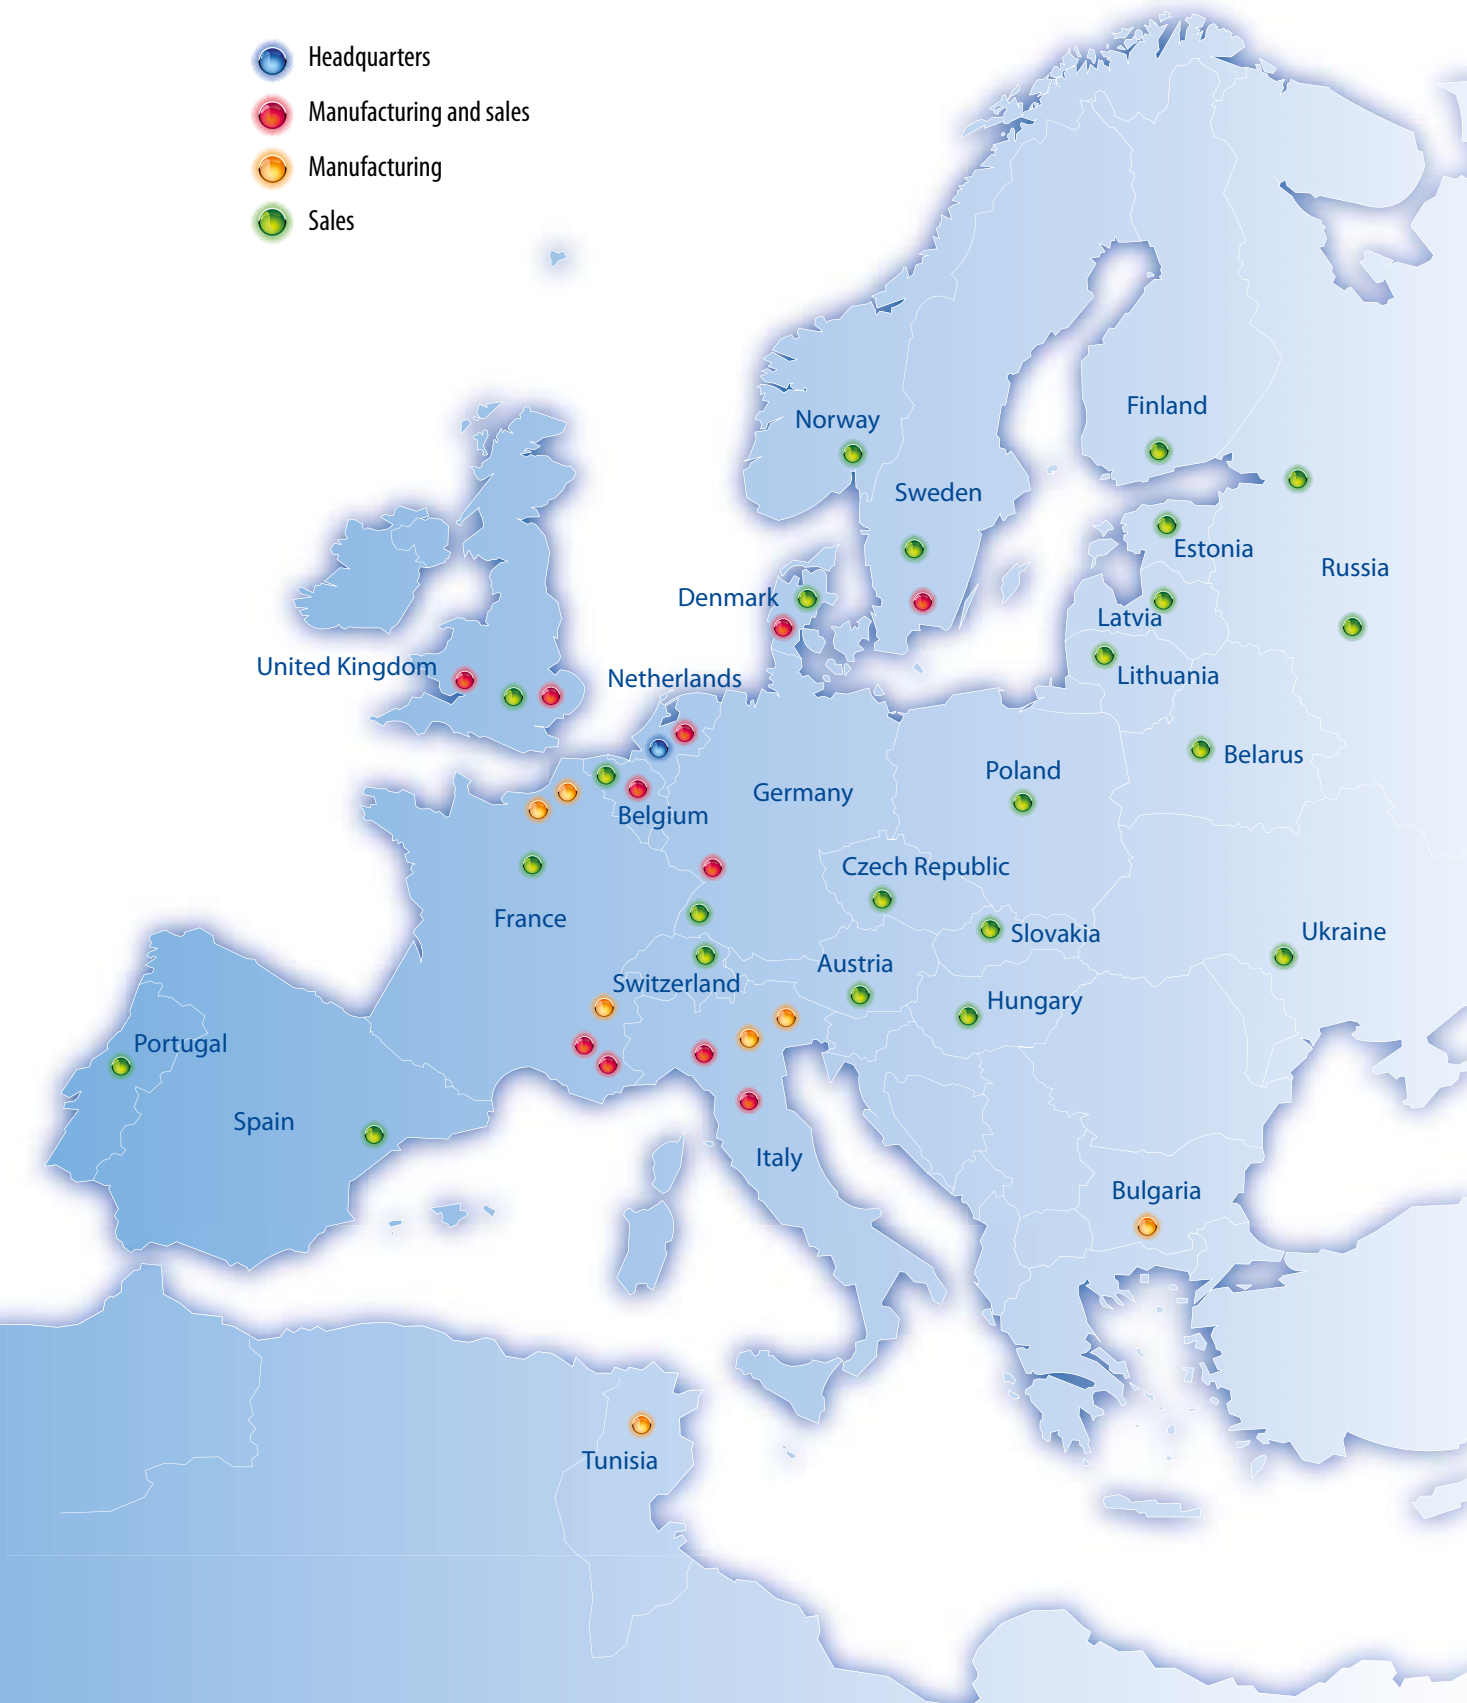 Headquarters
Manufacturing and sales
Manufacturing
Sales
Finland
Norway
Sweden
Estonia
Russia
Denmark
Latvia
United Kingdom
Netherlands
Lithuania
Belarus
Poland
Germany
Belgium
Czech Republic
France
Ukraine
Slovakia
Austria
Switzerland
Hungary
Portugal
Spain
Italy
Bulgaria
Tunisia